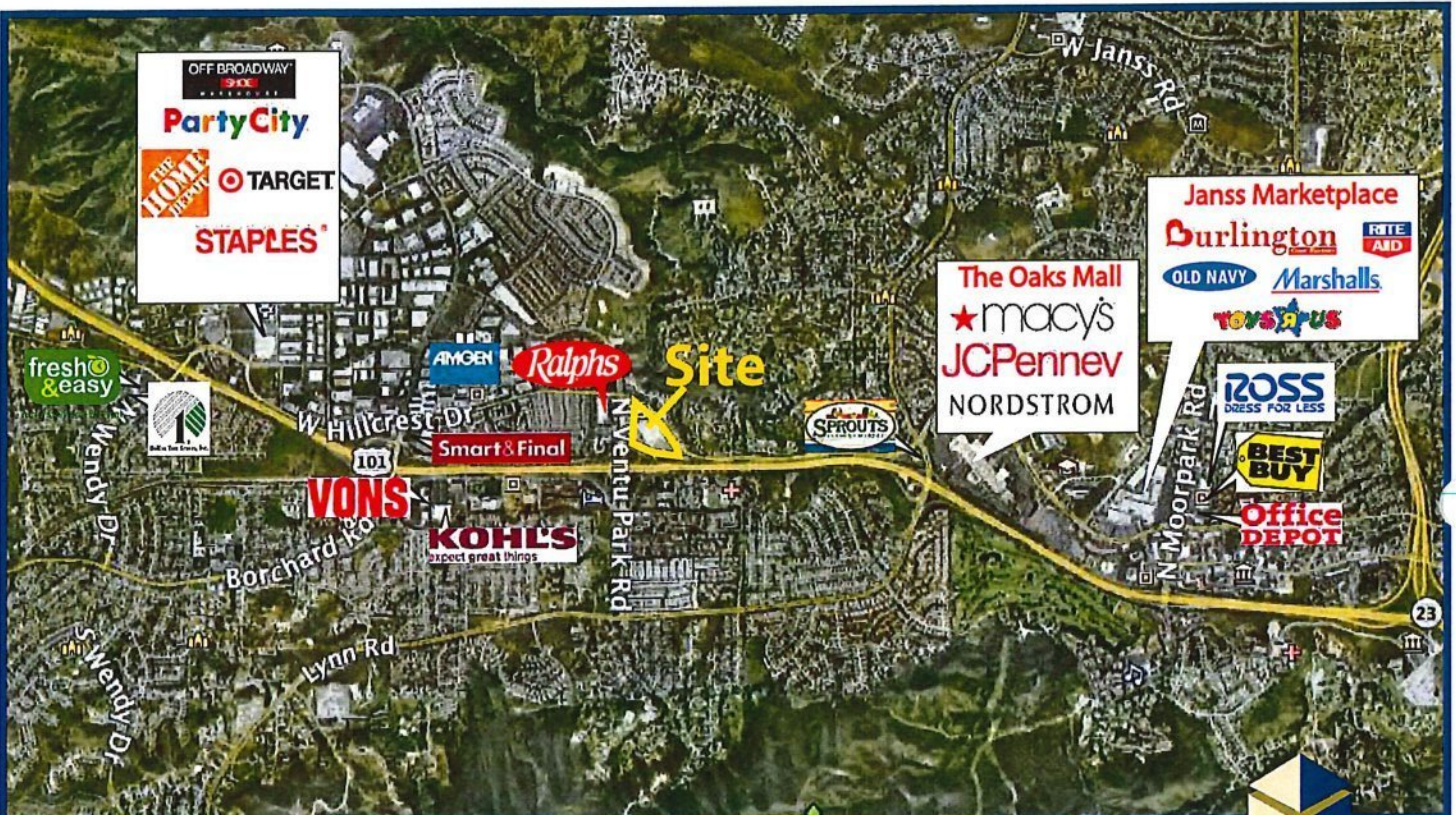 W Janss Rd
OFF BROADWAY
SHOE
WAREHOUSE
PartyCity
THE HOME DEPOT
TARGET
STAPLES
Janss Marketplace
Burlington
RITE AID
OLD NAVY
Marshalls
TOYS R US
The Oaks Mall
macy's
JCPenney
NORDSTROM
fresh & easy
AMGEN
Ralphs
Site
ROSS
DRESS FOR LESS
N Wendy Dr
W Hillcrest Dr
SPROUTS
Smart&Final
101
BEST BUY
N Moorpark Rd
VONS
N Ventu Park Rd
Office DEPOT
KOHL'S
expect great things
Borchard Rd
23
Lynn Rd
S Wendy Dr